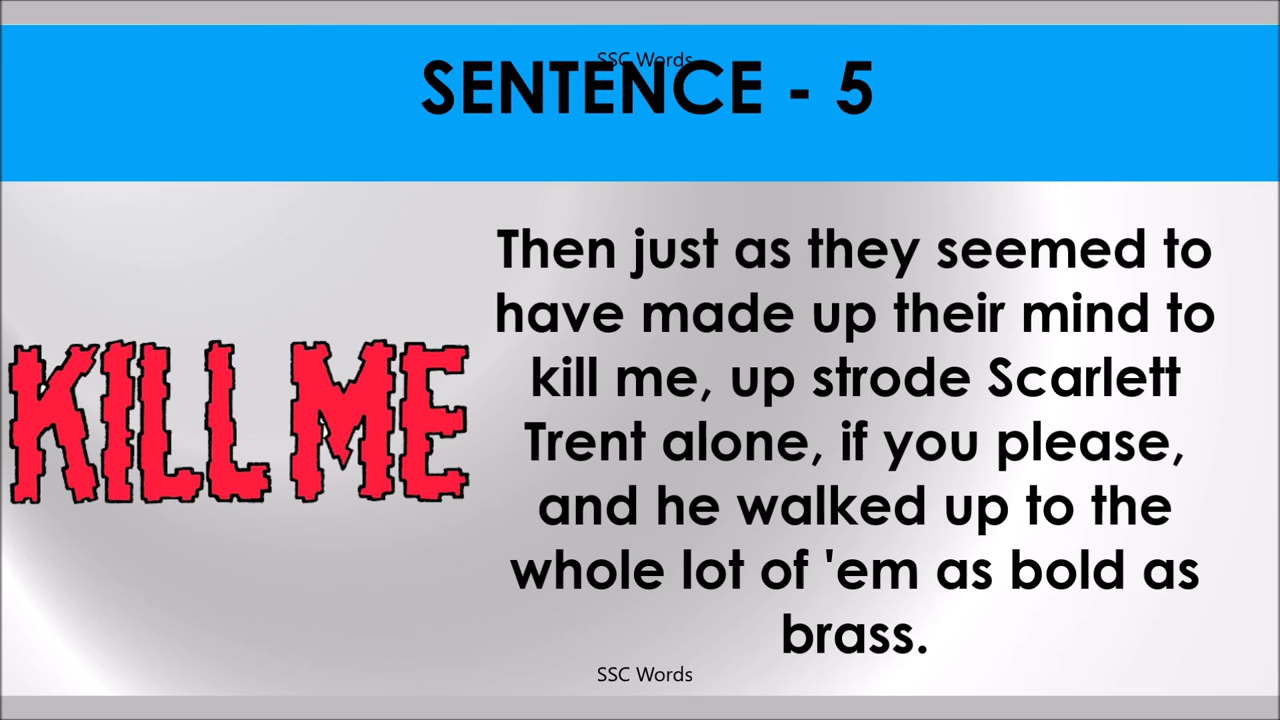 SSC Words
SENTENCE - 5
KILL ME
Then just as they seemed to
have made up their mind to
kill me, up strode Scarlett
Trent alone, if you please,
and he walked up to the
whole lot of 'em as bold as
brass.
SSC Words